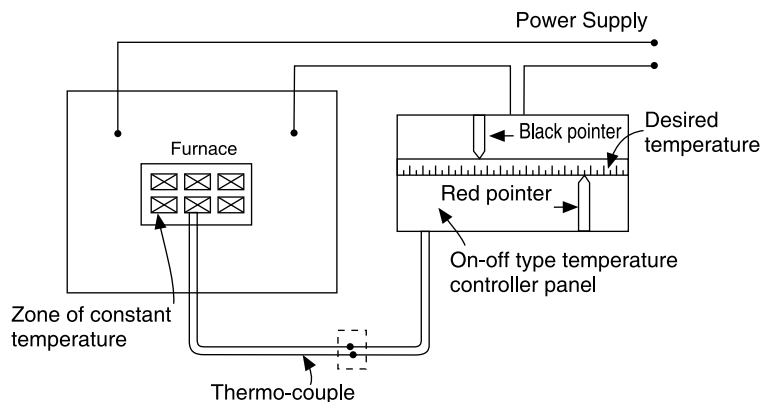 Power Supply
Black pointer
Desired
temperature
Furnace
Red pointer
On-off type temperature
controller panel
Zone of constant
temperature
Thermo-couple